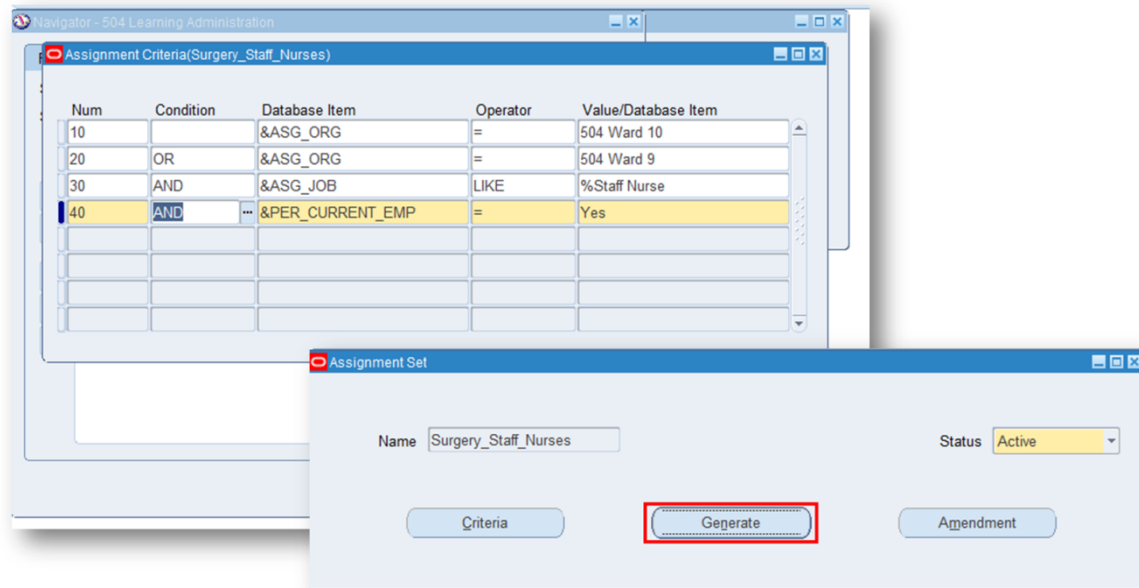 Navigator - 504 Learning Administration
Assignment Criteria(Surgery_Staff_Nurses)
Num Condition Database Item Operator Value/Database Item
10 &ASG_ORG = 504 Ward 10
20 OR &ASG_ORG = 504 Ward 9
30 AND &ASG_JOB LIKE %Staff Nurse
40 AND &PER_CURRENT_EMP = Yes
Assignment Set
Name Surgery_Staff_Nurses Status Active
Criteria Generate Amendment